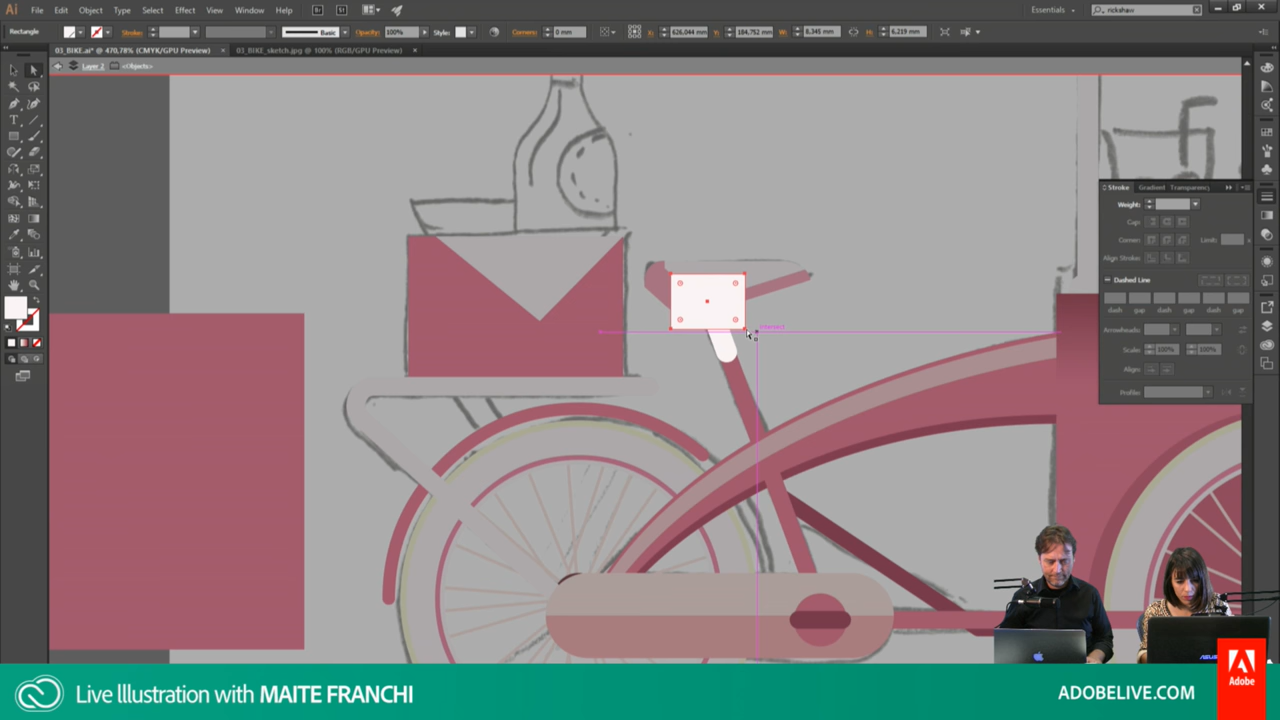 Ai File Edit Object Type Select Effect View Window Help Br St Essentials rickshaw
Rectangle Stroke: Basic Opacity: 100% Style: Corners: 0 mm X: 626,044 mm Y: 184,752 mm W: 8,345 mm H: 6,219 mm
03_BIKE.ai* @ 470,78% (CMYK/GPU Preview) × 03_BIKE_sketch.jpg @ 100% (RGB/GPU Preview) ×
Layer 2 <Objects>
Stroke Gradient Transparency
Weight:
Cap:
Corner: Limit:
Align Stroke:
Dashed Line
dash gap dash gap dash gap
Arrowheads:
Scale: 100% 100%
Align:
Profile:
intersect
ASUS
Live Illustration with MAITE FRANCHI
ADOBELIVE.COM
Adobe